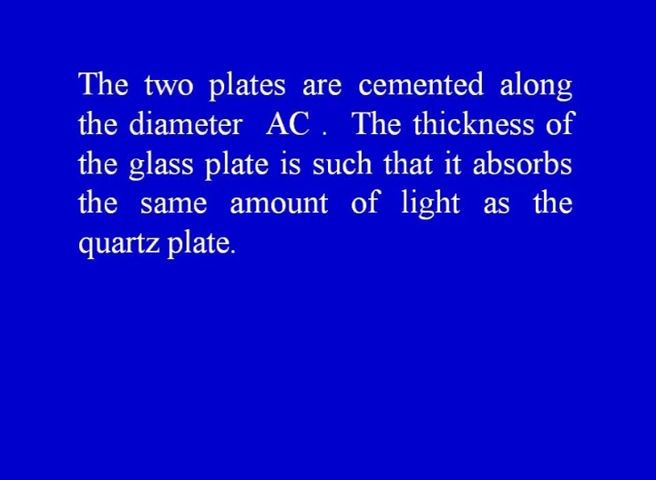 The two plates are cemented along
the diameter AC . The thickness of
the glass plate is such that it absorbs
the same amount of light as the
quartz plate.